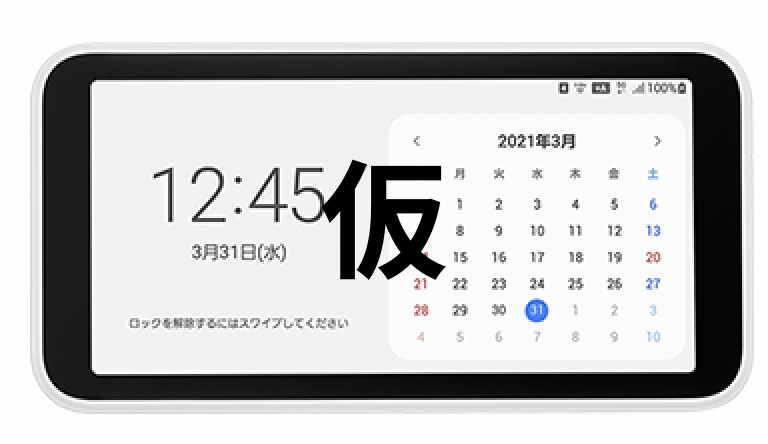 100%
12:45
3月31日(水)
ロックを解除するにはスワイプしてください
仮
2021年3月
月 火 水 木 金 土
1 2 3 4 5 6
8 9 10 11 12 13
15 16 17 18 19 20
21 22 23 24 25 26 27
28 29 30 31 1 2 3
4 5 6 7 8 9 10